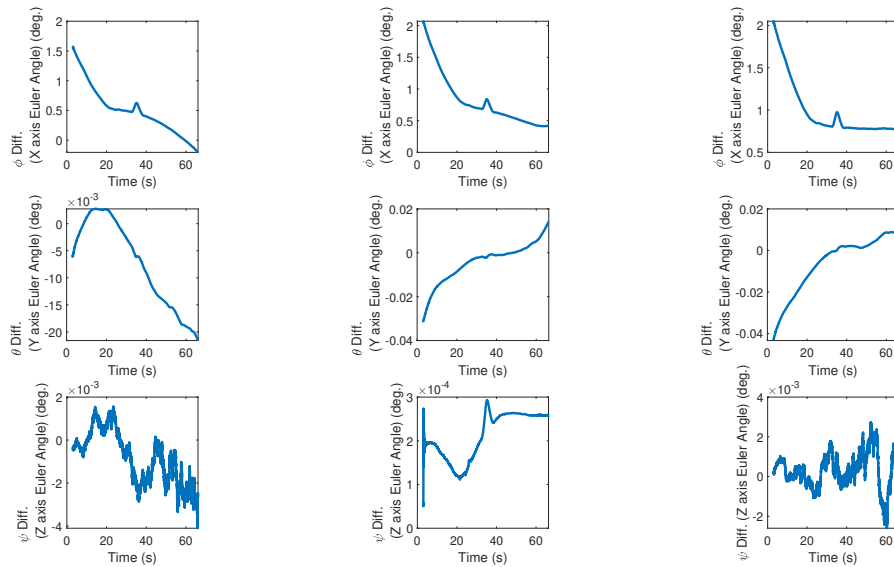 2
1.5
1
0.5
0
0 20 40 60
Time (s)
φ Diff.
(X axis Euler Angle) (deg.)
2
1.5
1
0.5
0
0 20 40 60
Time (s)
φ Diff.
(X axis Euler Angle) (deg.)
2
1.5
1
0.5
0 20 40 60
Time (s)
φ Diff.
(X axis Euler Angle) (deg.)
×10⁻³
0
-5
-10
-15
-20
0 20 40 60
Time (s)
θ Diff.
(Y axis Euler Angle) (deg.)
0.02
0
-0.02
-0.04
0 20 40 60
Time (s)
θ Diff.
(Y axis Euler Angle) (deg.)
0.02
0
-0.02
-0.04
0 20 40 60
Time (s)
θ Diff.
(Y axis Euler Angle) (deg.)
×10⁻³
2
0
-2
-4
0 20 40 60
Time (s)
ψ Diff.
(Z axis Euler Angle) (deg.)
×10⁻⁴
3
2
1
0
0 20 40 60
Time (s)
ψ Diff.
(Z axis Euler Angle) (deg.)
×10⁻³
4
2
0
-2
0 20 40 60
Time (s)
ψ Diff. (Z axis Euler Angle) (deg.)